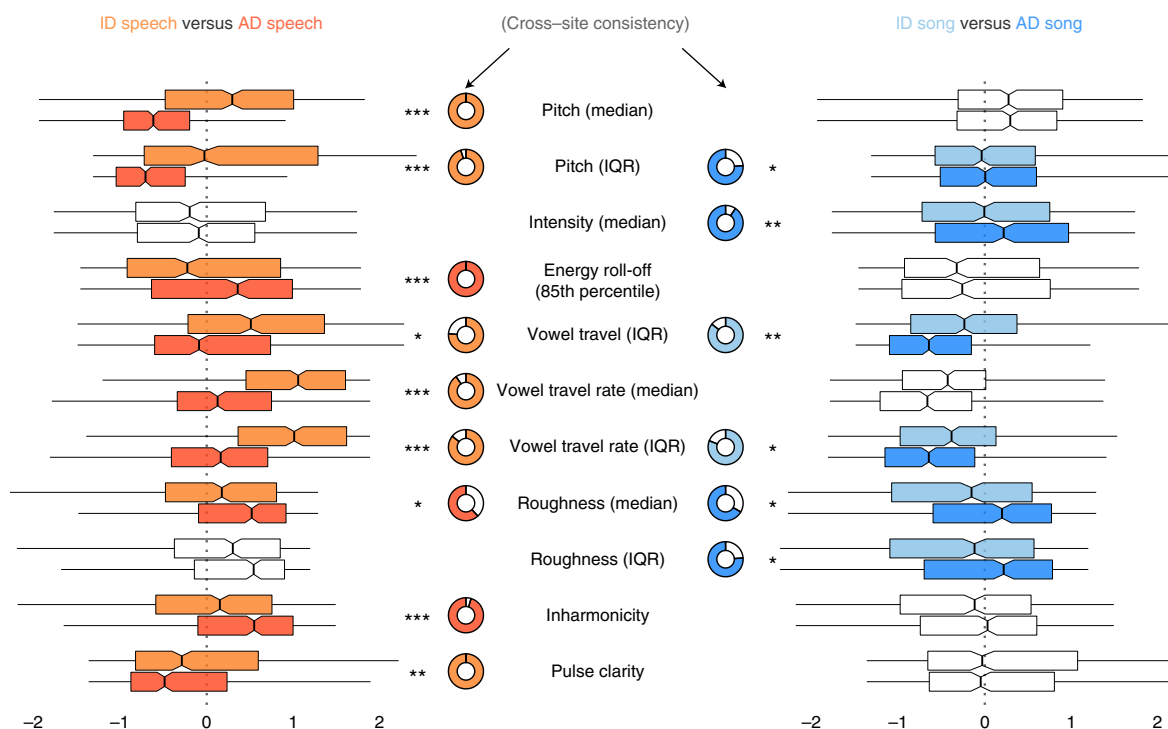 ID speech versus AD speech
(Cross–site consistency)
ID song versus AD song
*** Pitch (median)
*** Pitch (IQR) *
Intensity (median) **
*** Energy roll-off
(85th percentile)
* Vowel travel (IQR) **
*** Vowel travel rate (median)
*** Vowel travel rate (IQR) *
* Roughness (median) *
Roughness (IQR) *
*** Inharmonicity
** Pulse clarity
–2 –1 0 1 2
–2 –1 0 1 2